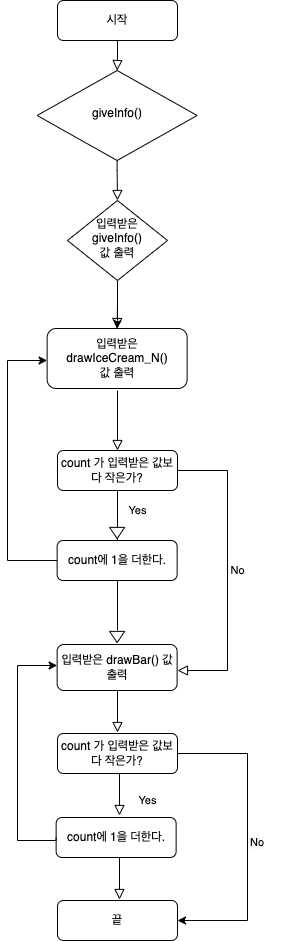 시작
giveInfo()
입력받은
giveInfo()
값 출력
입력받은
drawIceCream_N()
값 출력
count 가 입력받은 값보
다 작은가?
Yes
No
count에 1을 더한다.
입력받은 drawBar() 값
출력
count 가 입력받은 값보
다 작은가?
Yes
No
count에 1을 더한다.
끝